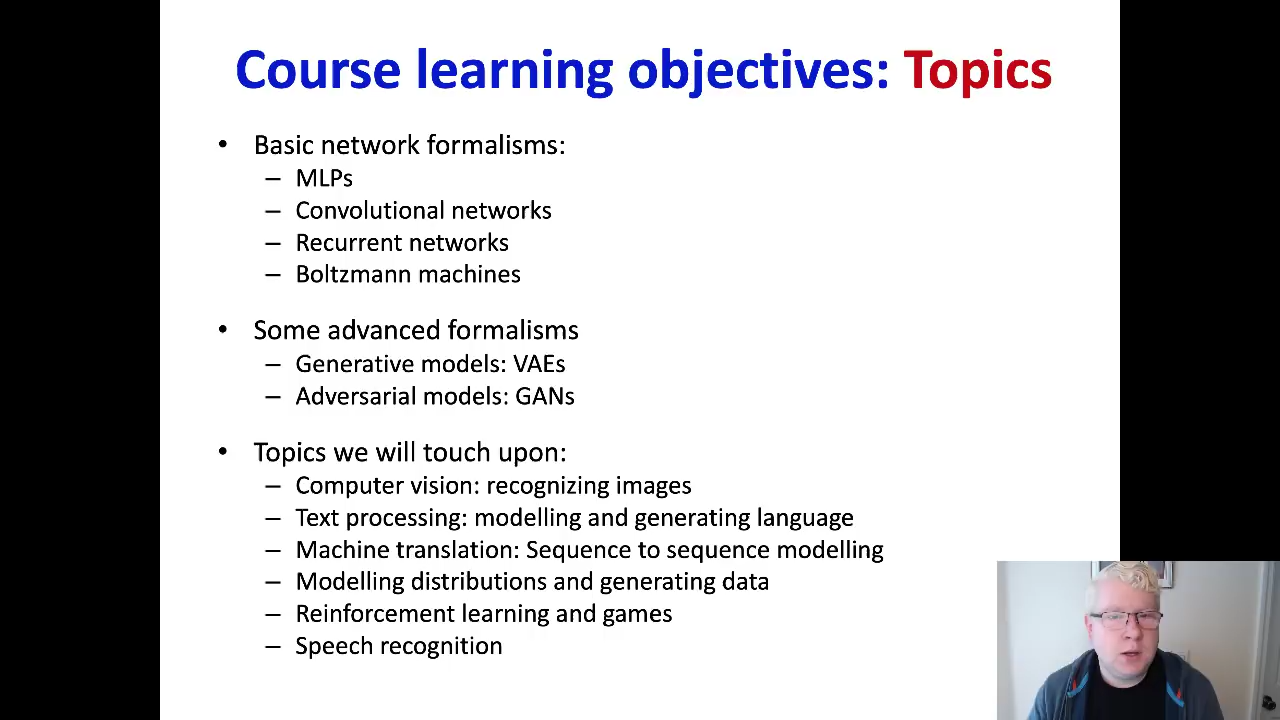 Course learning objectives: Topics
• Basic network formalisms:
– MLPs
– Convolutional networks
– Recurrent networks
– Boltzmann machines
• Some advanced formalisms
– Generative models: VAEs
– Adversarial models: GANs
• Topics we will touch upon:
– Computer vision: recognizing images
– Text processing: modelling and generating language
– Machine translation: Sequence to sequence modelling
– Modelling distributions and generating data
– Reinforcement learning and games
– Speech recognition